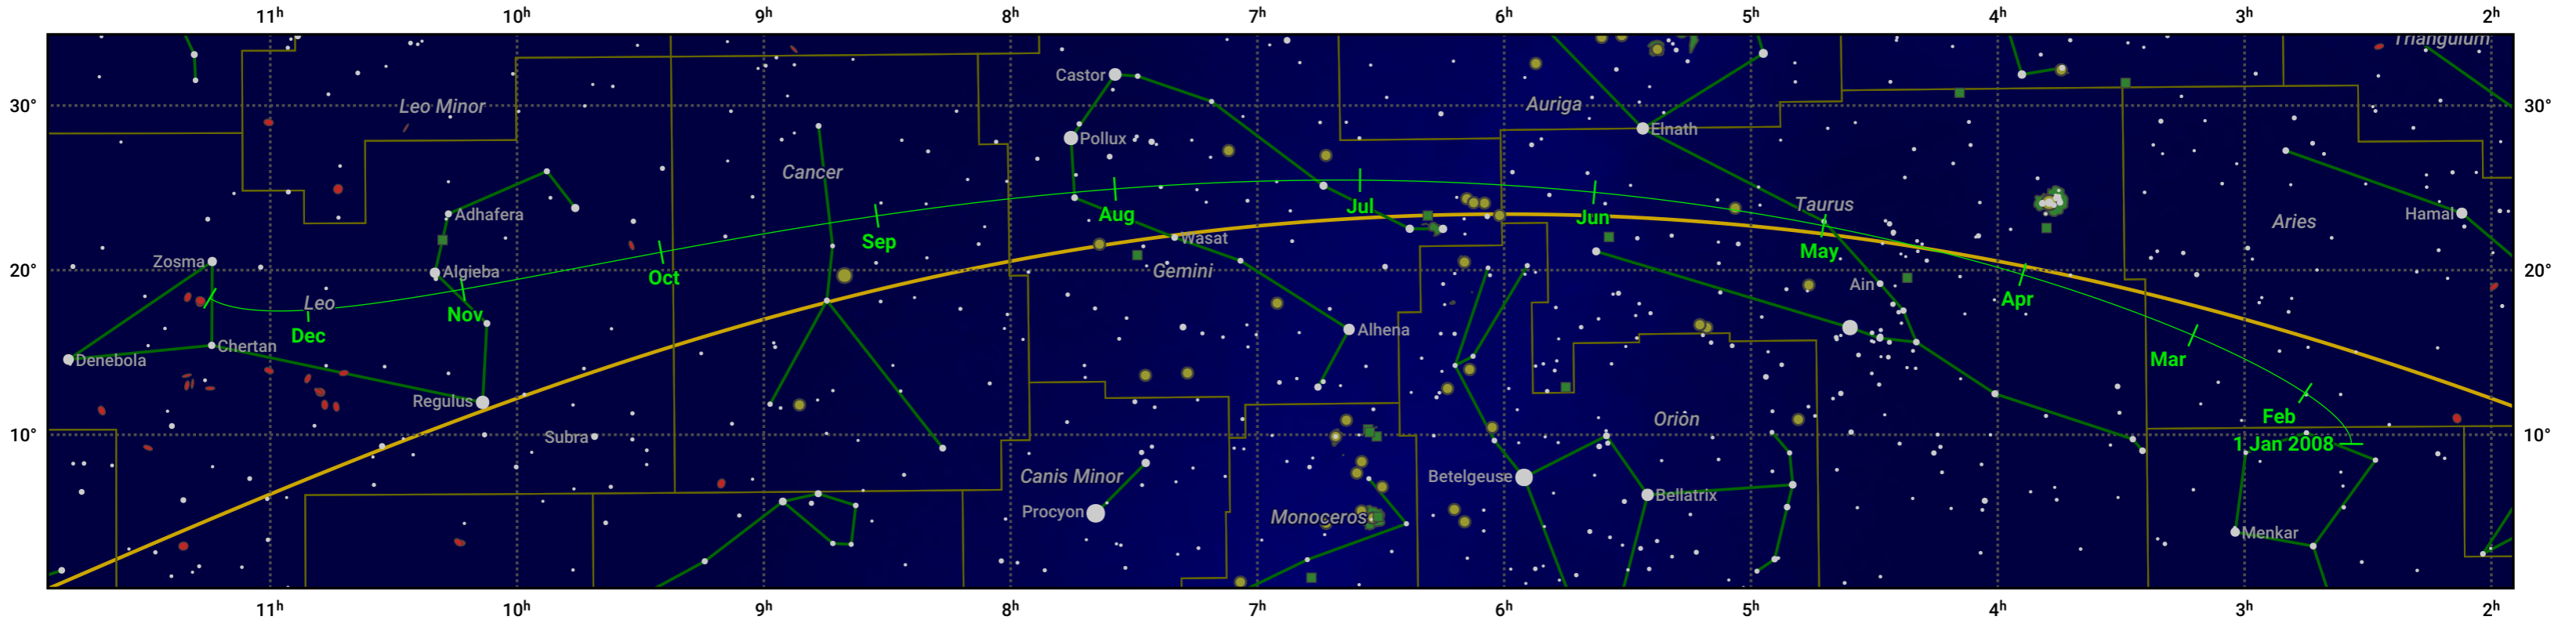 11h 10h 9h 8h 7h 6h 5h 4h 3h 2h
Triangulum
Castor
30° Leo Minor Auriga 30°
Elnath
Pollux
Cancer
Taurus
Adhafera Aug Jul Jun Aries Hamal
Sep Wasat May
Zosma Algieba Oct Gemini
20° Ain 20°
Leo Nov Apr
Dec Alhena
Chertan Mar
Denebola
Regulus
Orion Feb
10° Subra 1 Jan 2008 10°
Canis Minor Betelgeuse
Bellatrix
Procyon Monoceros
Menkar
11h 10h 9h 8h 7h 6h 5h 4h 3h 2h